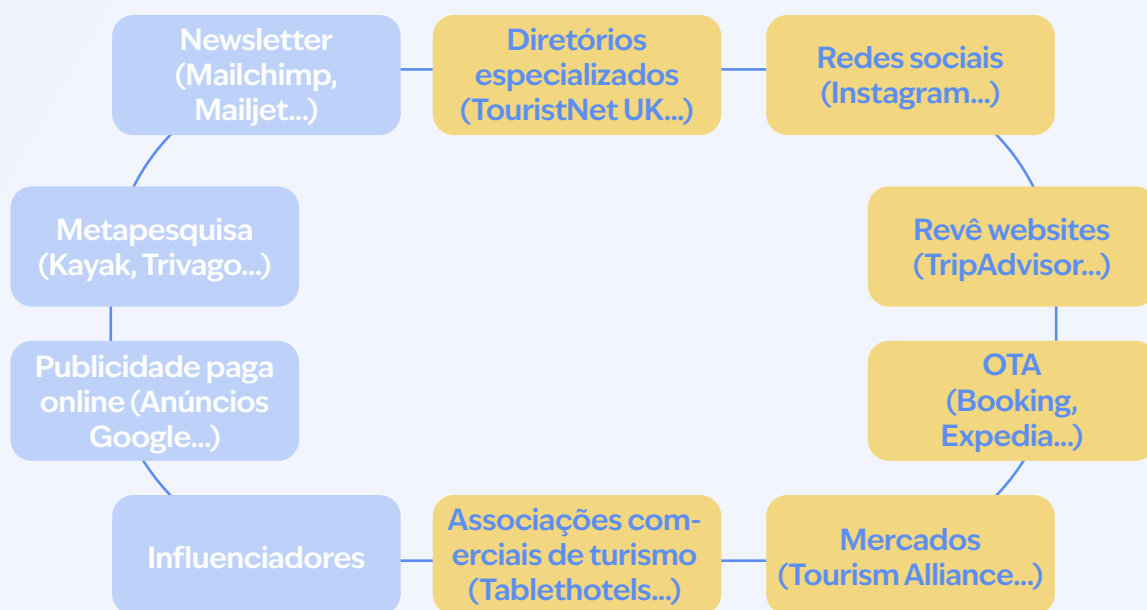 Newsletter
(Mailchimp,
Mailjet...)
Diretórios
especializados
(TouristNet UK...)
Redes sociais
(Instagram...)
Metapesquisa
(Kayak, Trivago...)
Revê websites
(TripAdvisor...)
Publicidade paga
online (Anúncios
Google...)
OTA
(Booking,
Expedia...)
Influenciadores
Associações com-
erciais de turismo
(Tablethotels...)
Mercados
(Tourism Alliance...)